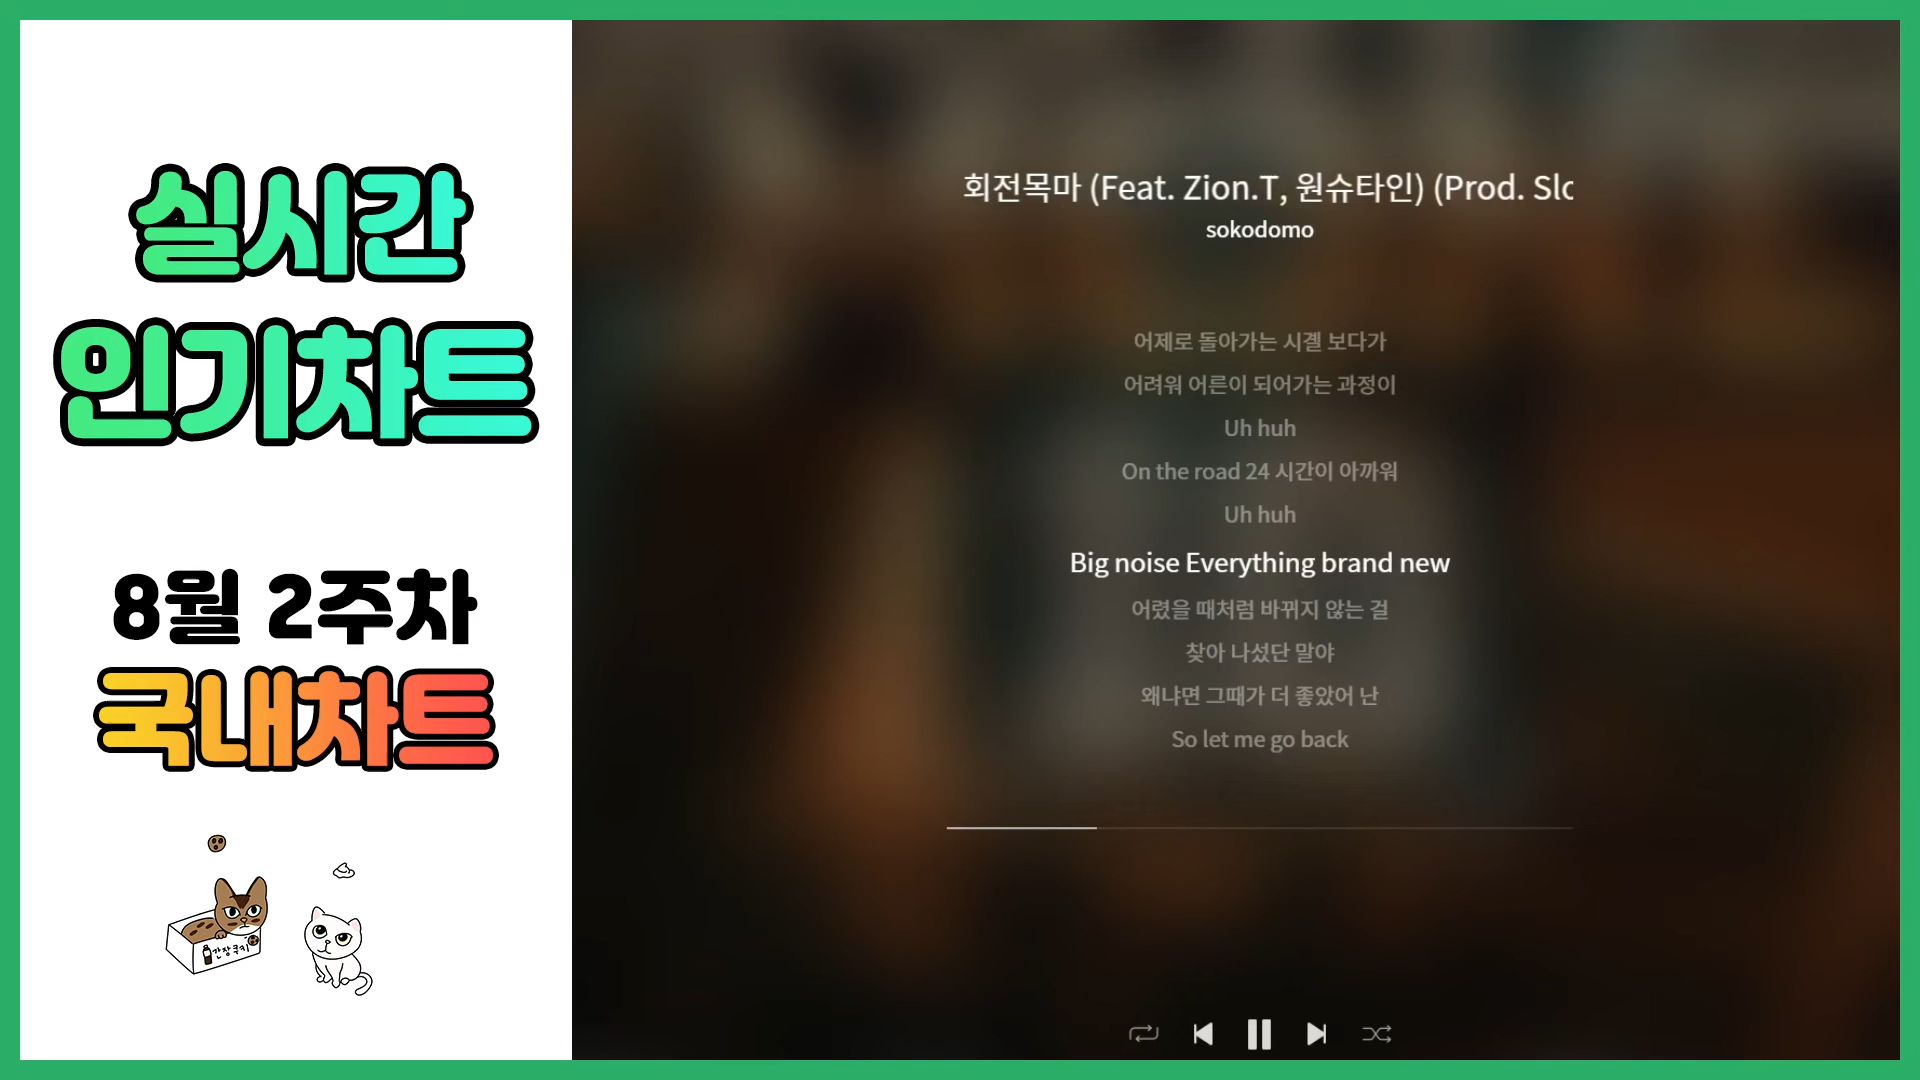 실시간
인기차트
8월 2주차
국내차트
간장쿠키
회전목마 (Feat. Zion.T, 원슈타인) (Prod. Slo
sokodomo
어제로 돌아가는 시곌 보다가
어려워 어른이 되어가는 과정이
Uh huh
On the road 24 시간이 아까워
Uh huh
Big noise Everything brand new
어렸을 때처럼 바뀌지 않는 걸
찾아 나섰단 말야
왜냐면 그때가 더 좋았어 난
So let me go back